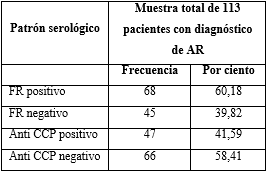 Patrón serológico
Muestra total de 113
pacientes con diagnóstico
de AR
Frecuencia Por ciento
FR positivo 68 60,18
FR negativo 45 39,82
Anti CCP positivo 47 41,59
Anti CCP negativo 66 58,41